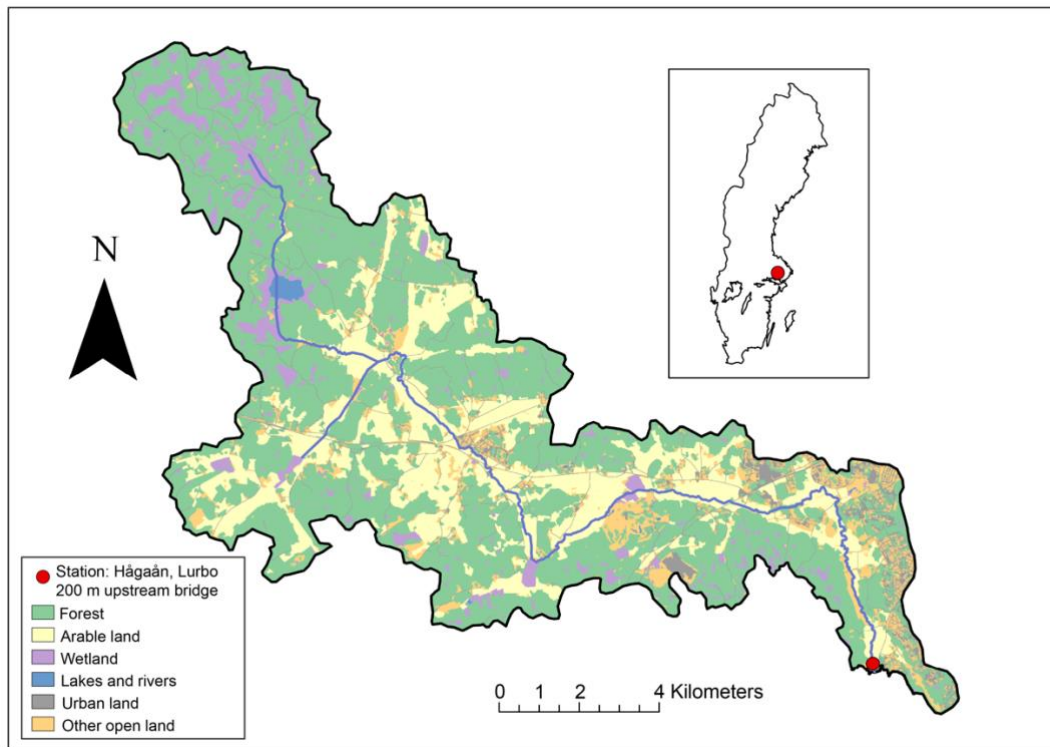 N
Station: Hågaån, Lurbo
200 m upstream bridge
Forest
Arable land
Wetland
Lakes and rivers
Urban land
Other open land
0 1 2 4 Kilometers